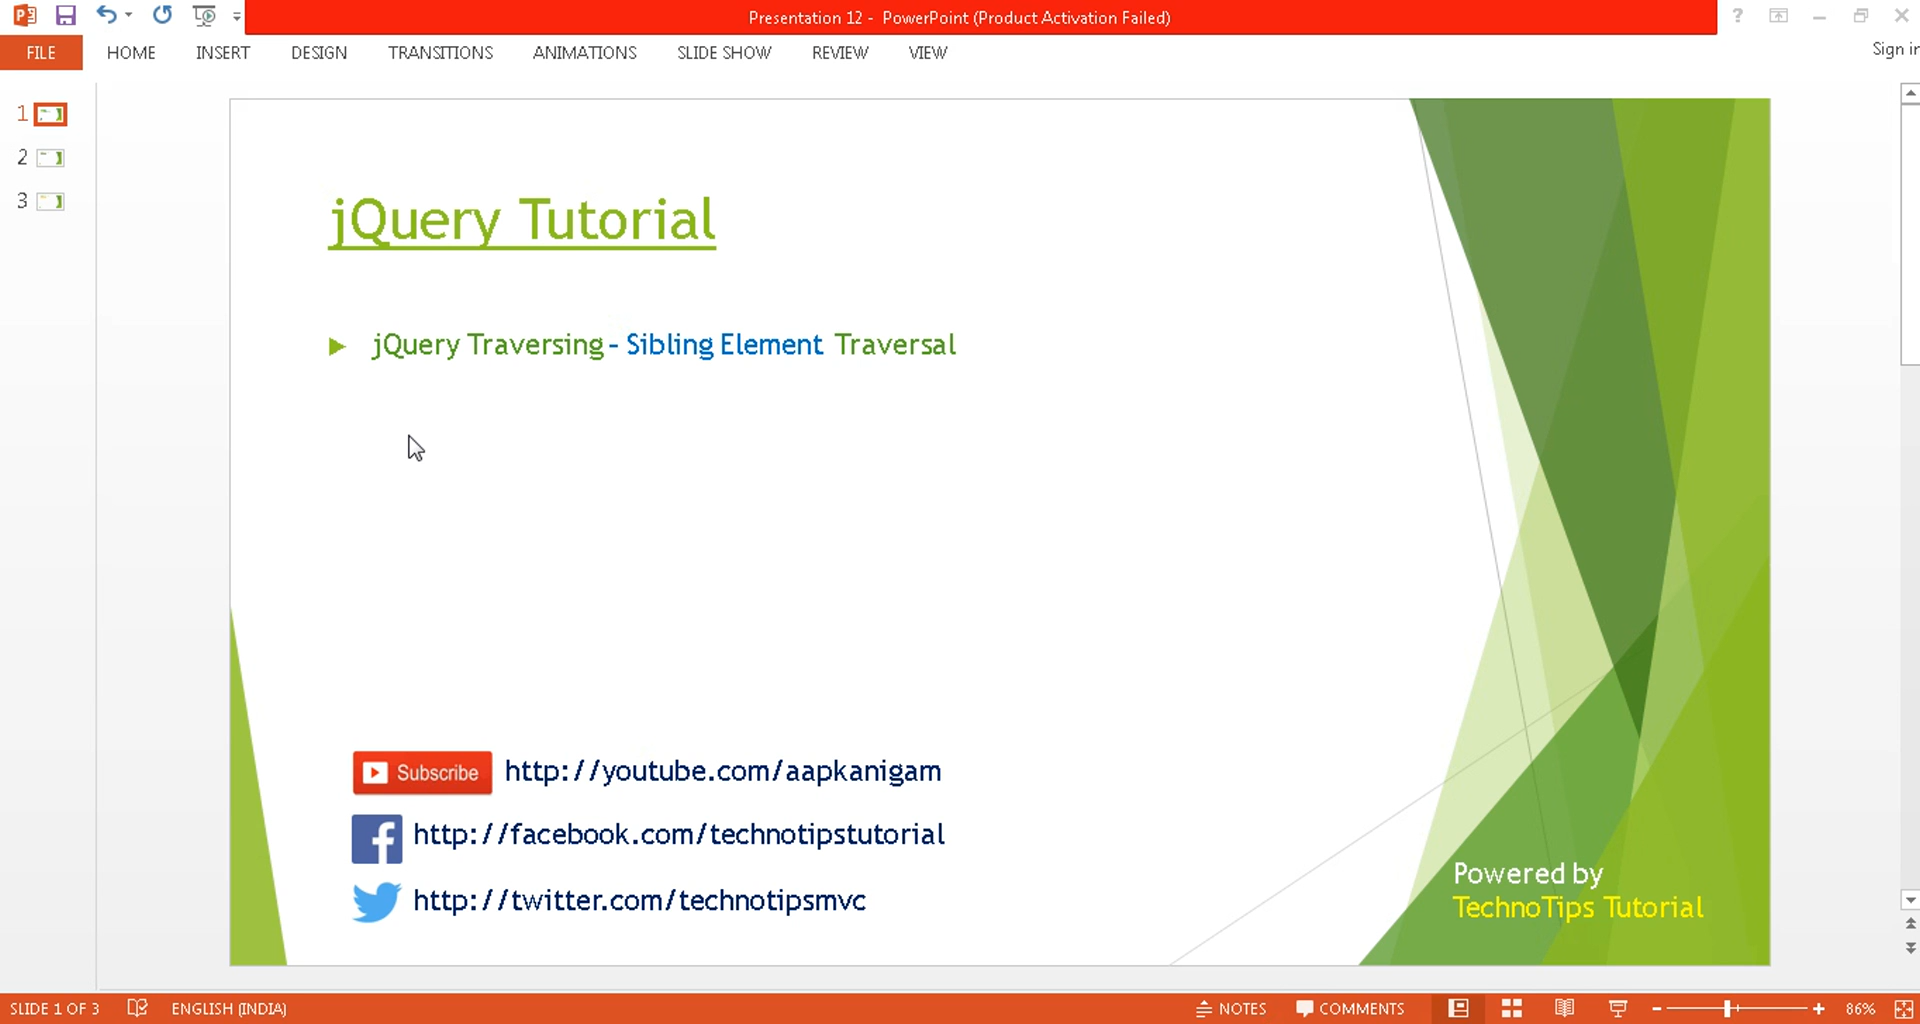 Presentation 12 - PowerPoint (Product Activation Failed)
?
FILE HOME INSERT DESIGN TRANSITIONS ANIMATIONS SLIDE SHOW REVIEW VIEW
Sign in
1
2
3
jQuery Tutorial
jQuery Traversing - Sibling Element Traversal
Subscribe http://youtube.com/aapkanigam
http://facebook.com/technotipstutorial
http://twitter.com/technotipsmvc
Powered by
TechnoTips Tutorial
SLIDE 1 OF 3 ENGLISH (INDIA) NOTES COMMENTS 86%